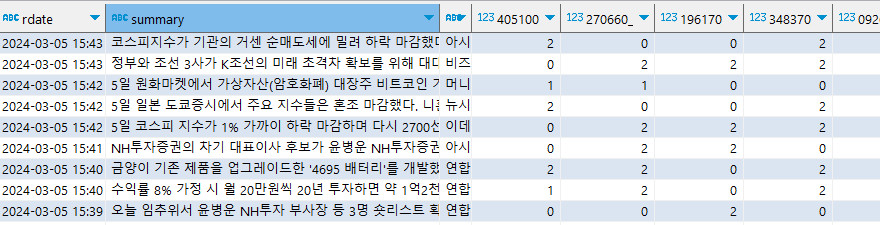 ABC rdate ABC summary ABC 123 405100 123 270660_ 123 196170 123 348370 123 092
2024-03-05 15:43 코스피지수가 기관의 거센 순매도세에 밀려 하락 마감했다 아시 2 0 0 2
2024-03-05 15:43 정부와 조선 3사가 K조선의 미래 초격차 확보를 위해 대 비즈 0 2 2 2
2024-03-05 15:42 5일 원화마켓에서 가상자산(암호화폐) 대장주 비트코인 머니 1 1 0 0
2024-03-05 15:42 5일 일본 도쿄증시에서 주요 지수들은 혼조 마감했다. 니 뉴시 2 0 0 2
2024-03-05 15:42 5일 코스피 지수가 1% 가까이 하락 마감하며 다시 2700선 이데 0 2 2 2
2024-03-05 15:41 NH투자증권의 차기 대표이사 후보가 윤병운 NH투자 아시 0 2 2 0
2024-03-05 15:40 금양이 기존 제품을 업그레이드한 '4695 배터리'를 개발했 연합 2 2 0 2
2024-03-05 15:40 수익률 8% 가정 시 월 20만원씩 20년 투자하면 약 1억2천 연합 1 2 0 2
2024-03-05 15:39 오늘 임추위서 윤병운 NH투자 부사장 등 3명 숏리스트 확 연합 0 0 2 0